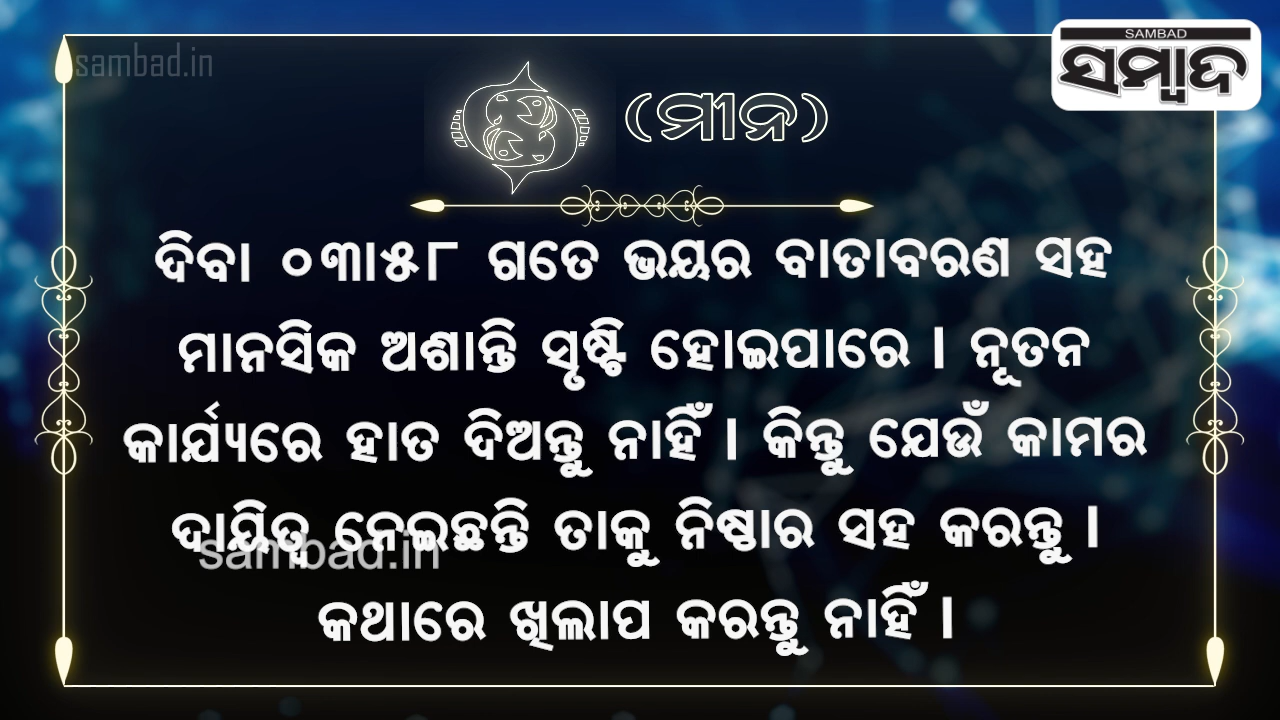 sambad.in
SAMBAD
ସମ୍ବାଦ
(ମୀନ)
ଦିବା ୦୩ା୫୮ ଗତେ ଭୟର ବାତାବରଣ ସହ
ମାନସିକ ଅଶାନ୍ତି ସୃଷ୍ଟି ହୋଇପାରେ ।  ନୂତନ
କାର୍ଯ୍ୟରେ ହାତ ଦିଅନ୍ତୁ ନାହିଁ । କିନ୍ତୁ ଯେଉଁ କାମର
ଦାୟିତ୍ୱ ନେଇଛନ୍ତି ତାକୁ ନିଷ୍ଠାର ସହ କରନ୍ତୁ ।
sambad.in
କଥାରେ ଖିଲାପ କରନ୍ତୁ ନାହିଁ ।